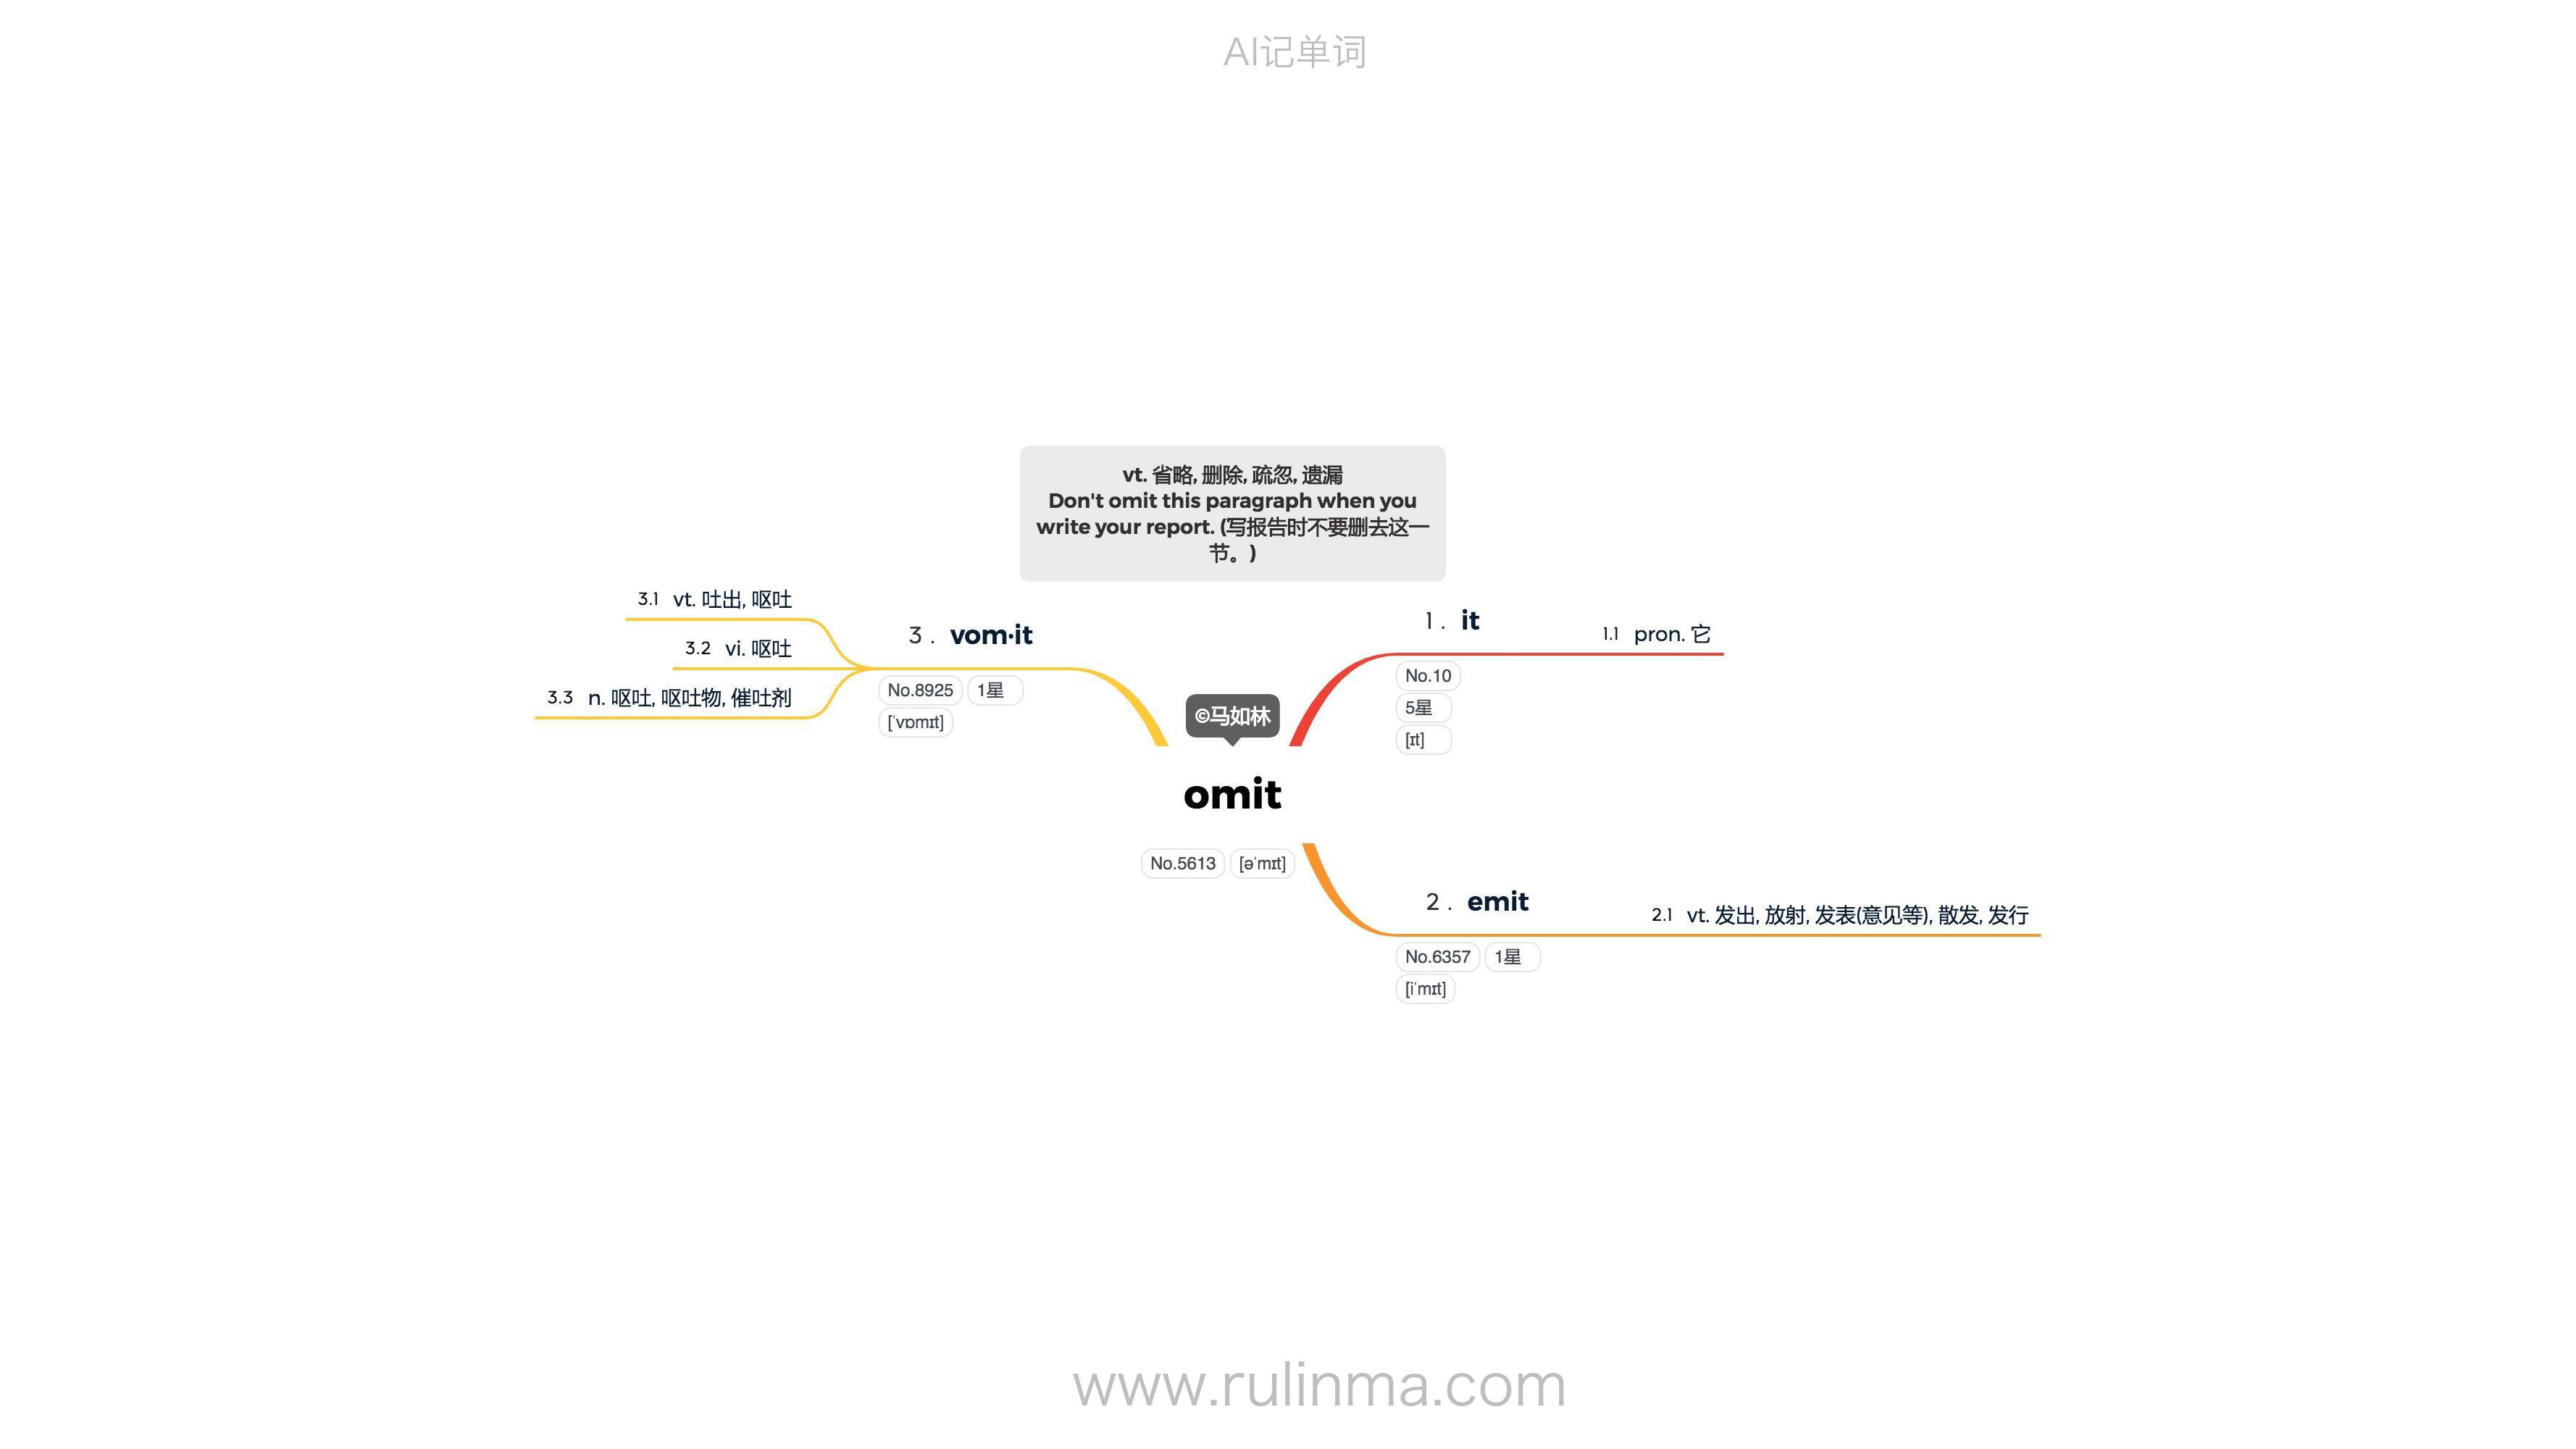 AI记单词
vt. 省略, 删除, 疏忽, 遗漏
Don't omit this paragraph when you
write your report. (写报告时不要删去这一
节。)
©马如林
omit
No.5613 [əˈmɪt]
1 . it
No.10
5星
[ɪt]
1.1 pron. 它
2 . emit
No.6357 1星
[iˈmɪt]
2.1 vt. 发出, 放射, 发表(意见等), 散发, 发行
3 . vom·it
No.8925 1星
[ˈvɒmɪt]
3.1 vt. 吐出, 呕吐
3.2 vi. 呕吐
3.3 n. 呕吐, 呕吐物, 催吐剂
www.rulinma.com